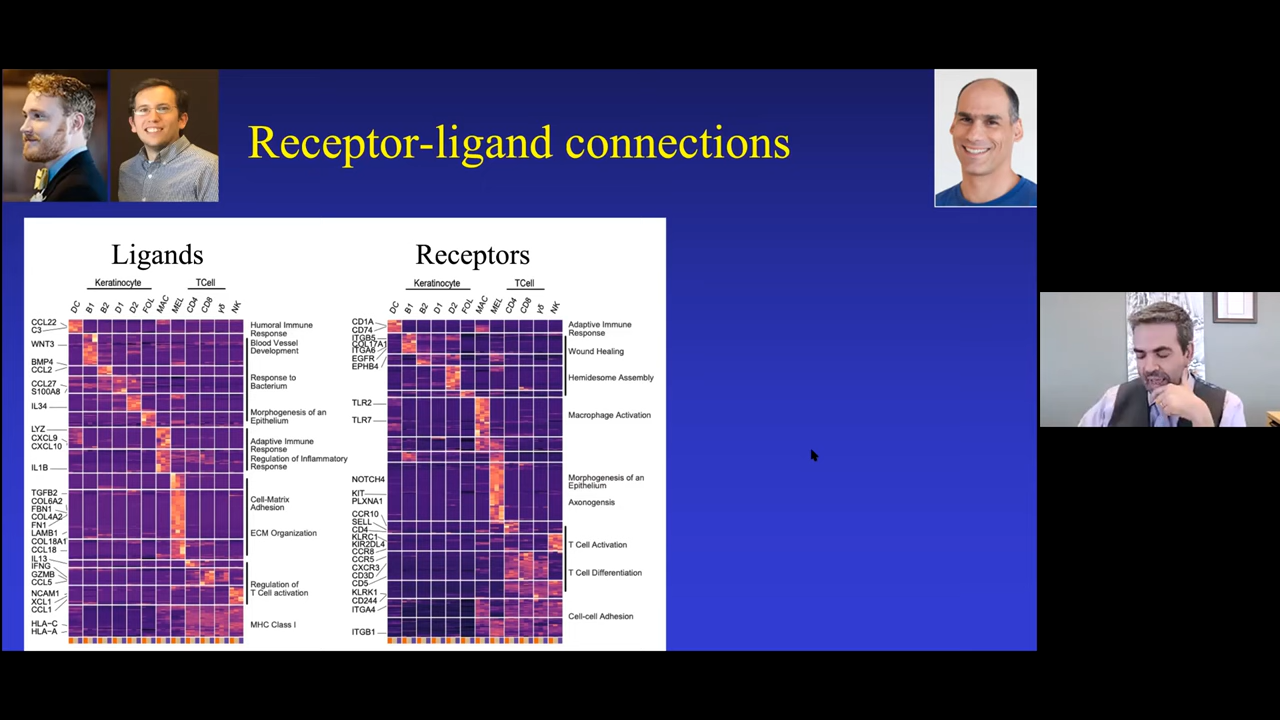 Receptor-ligand connections
Ligands
Keratinocyte
TCell
DC
B1
B2
D1
D2
FOL
MAC
MEL
CD4
CD8
γδ
NK
CCL22
C3
WNT3
BMP4
CCL2
CCL27
S100A8
IL34
LYZ
CXCL9
CXCL10
IL1B
TGFB2
COL6A2
FBN1
COL4A2
FN1
LAMB1
COL18A1
CCL18
IL13
IFNG
GZMB
CCL5
NCAM1
XCL1
CCL1
HLA-C
HLA-A
Humoral Immune
Response
Blood Vessel
Development
Response to
Bacterium
Morphogenesis of an
Epithelium
Adaptive Immune
Response
Regulation of Inflammatory
Response
Cell-Matrix
Adhesion
ECM Organization
Regulation of
T Cell activation
MHC Class I
Receptors
Keratinocyte
TCell
DC
B1
B2
D1
D2
FOL
MAC
MEL
CD4
CD8
γδ
NK
CD1A
CD74
ITGB5
COL17A1
ITGA6
EGFR
EPHB4
TLR2
TLR7
NOTCH4
KIT
PLXNA1
CCR10
SELL
CD4
KLRC1
KIR2DL4
CCR8
CCR5
CXCR3
CD3D
CD5
KLRK1
CD244
ITGA4
ITGB1
Adaptive Immune
Response
Wound Healing
Hemidesome Assembly
Macrophage Activation
Morphogenesis of an
Epithelium
Axonogensis
T Cell Activation
T Cell Differentiation
Cell-cell Adhesion